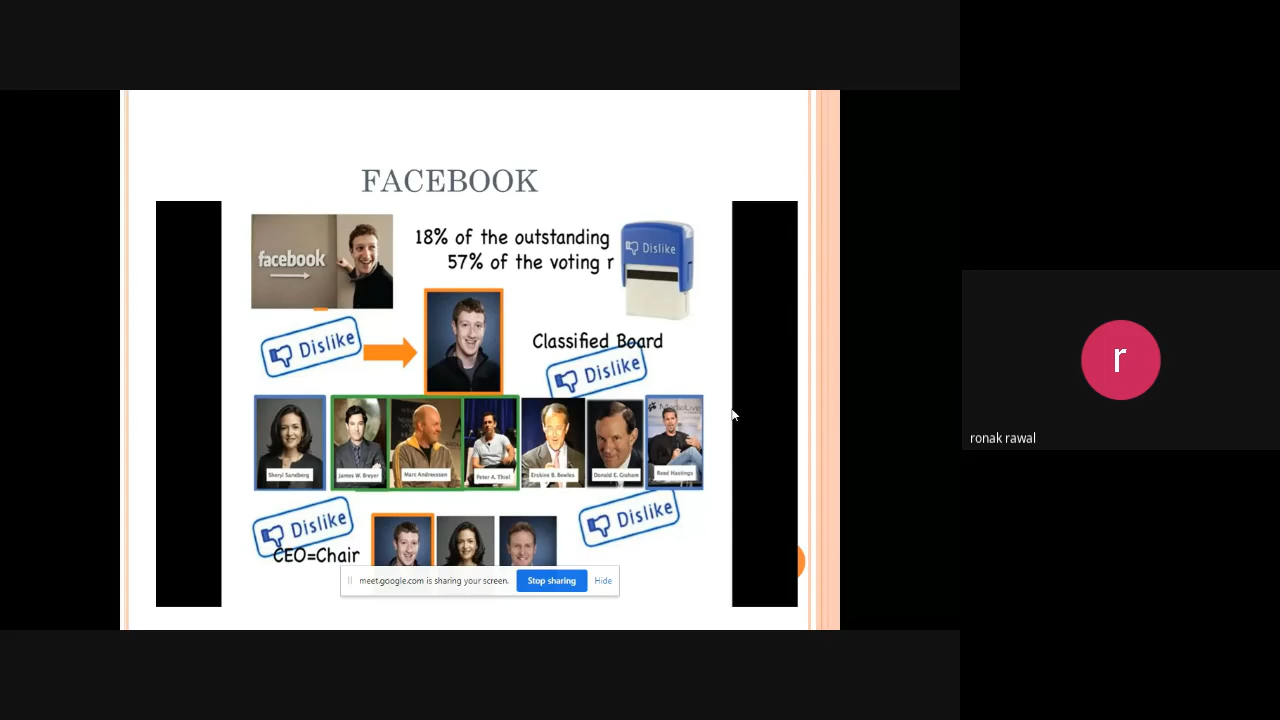 FACEBOOK
facebook
18% of the outstanding
57% of the voting r
Dislike
Dislike
Classified Board
Dislike
MediaLive
Sheryl Sandberg
James W. Breyer
Marc Andreessen
Peter A. Thiel
Erskine B. Bowles
Donald E. Graham
Reed Hastings
Dislike
Dislike
CEO=Chair
meet.google.com is sharing your screen.
Stop sharing
Hide
r
ronak rawal